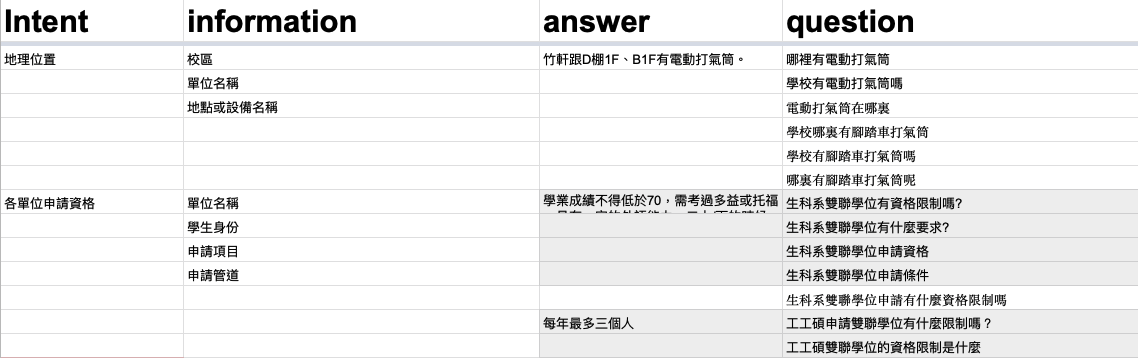 Intent information answer question
地理位置 校區 竹軒跟D棚1F、B1F有電動打氣筒。 哪裡有電動打氣筒
單位名稱 學校有電動打氣筒嗎
地點或設備名稱 電動打氣筒在哪裏
學校哪裏有腳踏車打氣筒
學校有腳踏車打氣筒嗎
哪裏有腳踏車打氣筒呢
各單位申請資格 單位名稱 學業成績不得低於70，需考過多益或托福 生科系雙聯學位有資格限制嗎?
學生身份 生科系雙聯學位有什麼要求?
申請項目 生科系雙聯學位申請資格
申請管道 生科系雙聯學位申請條件
生科系雙聯學位申請有什麼資格限制嗎
每年最多三個人 工工碩申請雙聯學位有什麼限制嗎？
工工碩雙聯學位的資格限制是什麼